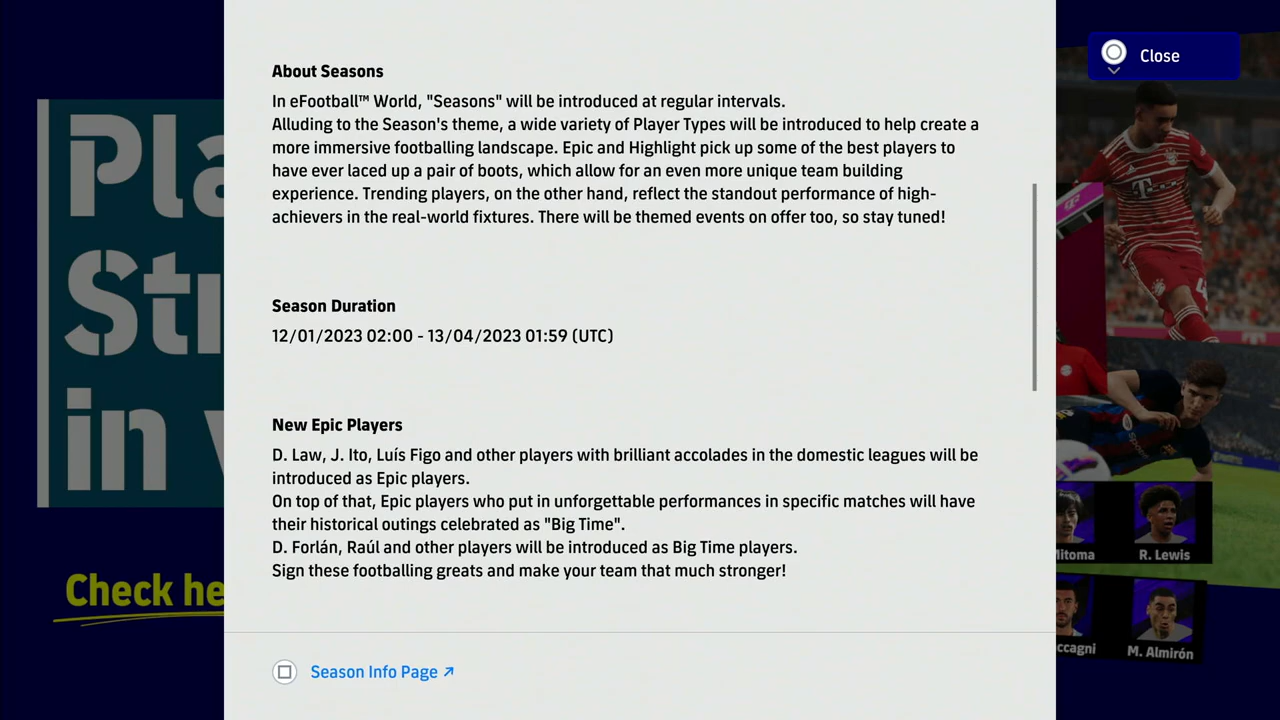 About Seasons
In eFootball™ World, "Seasons" will be introduced at regular intervals.
Alluding to the Season's theme, a wide variety of Player Types will be introduced to help create a
more immersive footballing landscape. Epic and Highlight pick up some of the best players to
have ever laced up a pair of boots, which allow for an even more unique team building
experience. Trending players, on the other hand, reflect the standout performance of high-
achievers in the real-world fixtures. There will be themed events on offer too, so stay tuned!
Season Duration
12/01/2023 02:00 - 13/04/2023 01:59 (UTC)
New Epic Players
D. Law, J. Ito, Luís Figo and other players with brilliant accolades in the domestic leagues will be
introduced as Epic players.
On top of that, Epic players who put in unforgettable performances in specific matches will have
their historical outings celebrated as "Big Time".
D. Forlán, Raúl and other players will be introduced as Big Time players.
Sign these footballing greats and make your team that much stronger!
Season Info Page ↗
Close
Pla
Str
in
Check he
T
itoma
R. Lewis
ccagni
M. Almirón